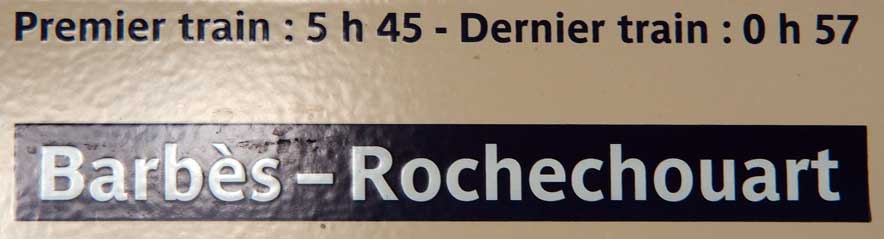 Premier train : 5 h 45 - Dernier train : 0 h 57
Barbès – Rochechouart